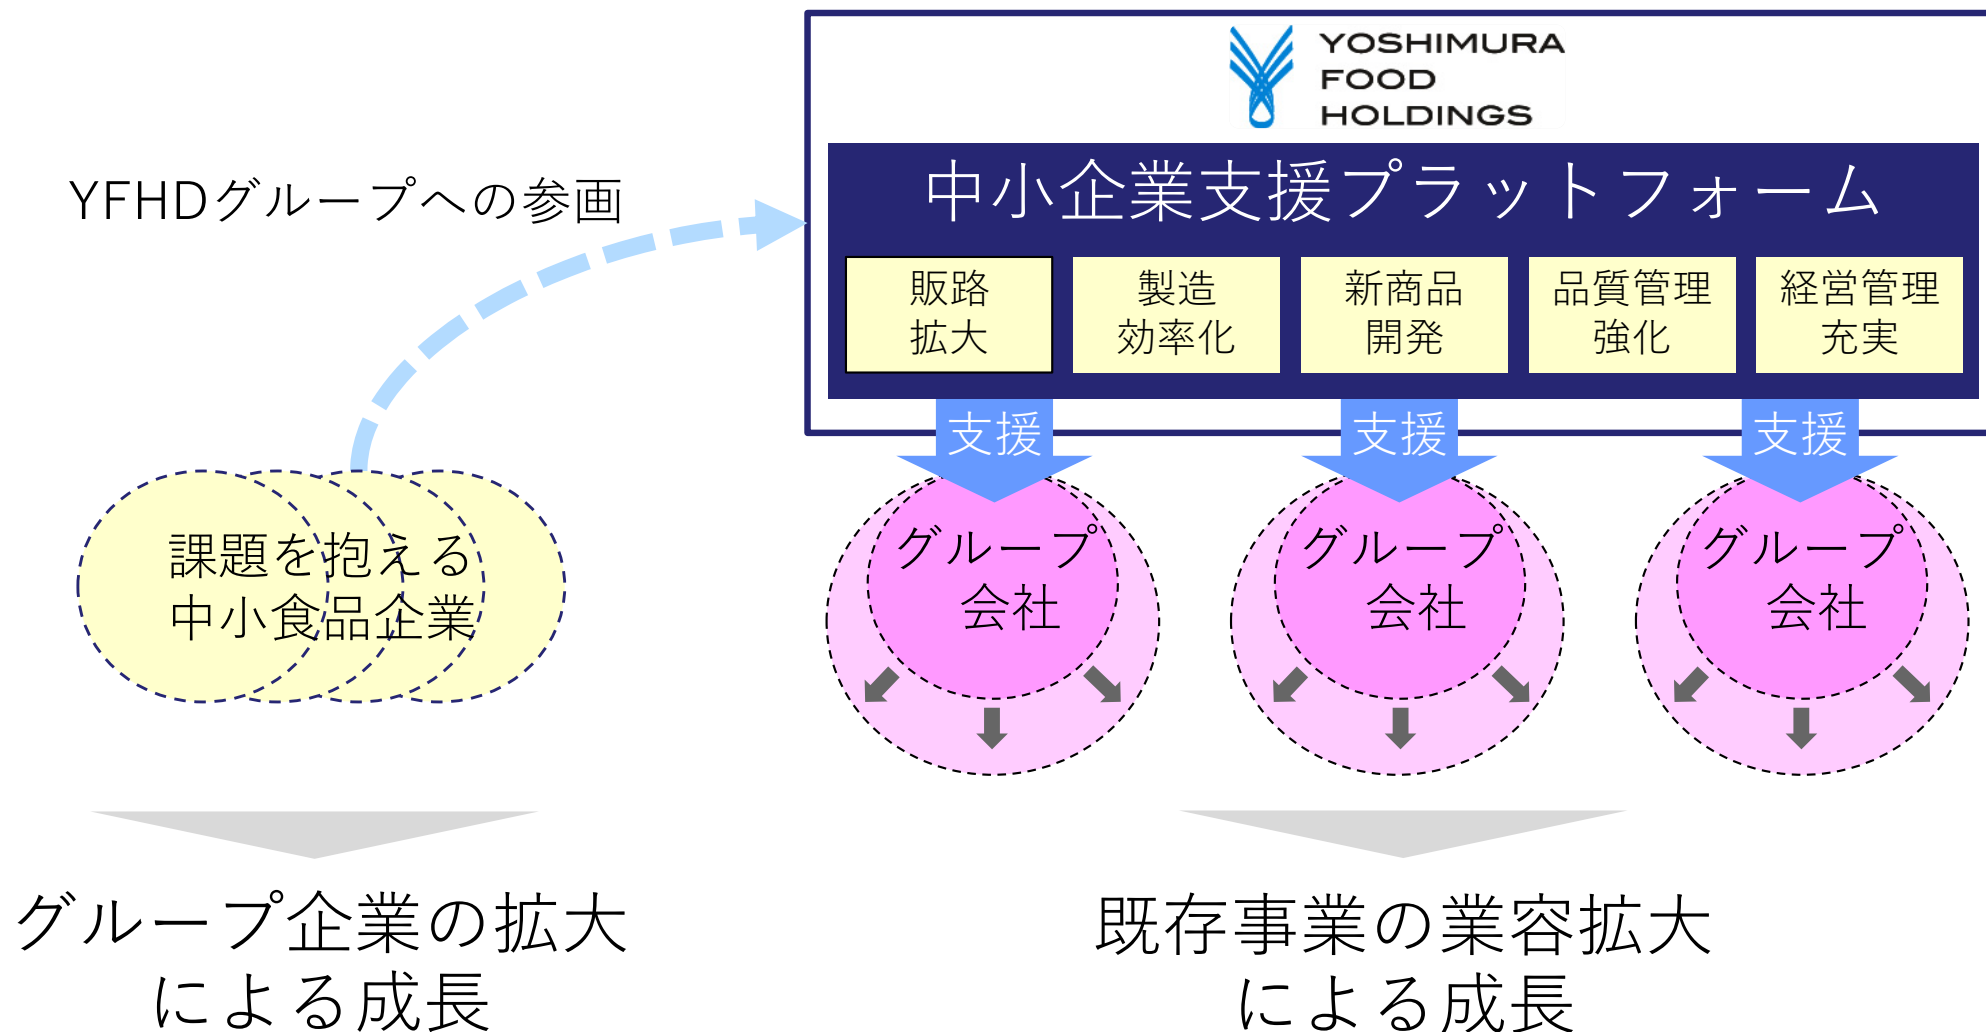 YOSHIMURA
FOOD
HOLDINGS
中小企業支援プラットフォーム
YFHDグループへの参画
販路
拡大
製造
効率化
新商品
開発
品質管理
強化
経営管理
充実
支援
支援
支援
課題を抱える
中小食品企業
グループ
会社
グループ
会社
グループ
会社
グループ企業の拡大
による成長
既存事業の業容拡大
による成長